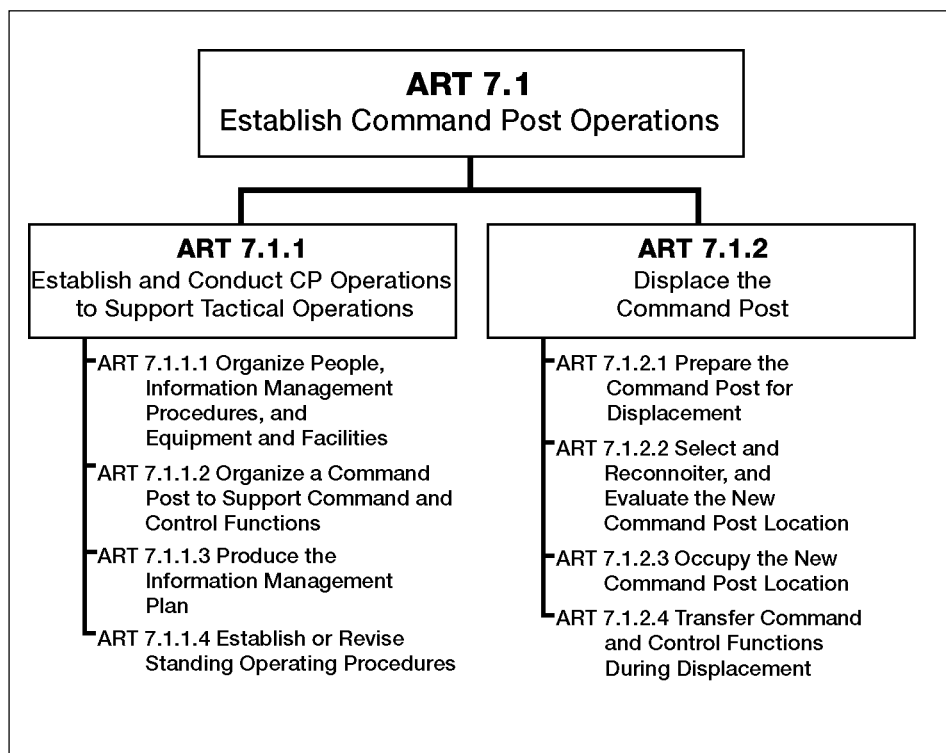 ART 7.1
Establish Command Post Operations
ART 7.1.1
Establish and Conduct CP Operations
to Support Tactical Operations
ART 7.1.1.1 Organize People,
Information Management
Procedures, and
Equipment and Facilities
ART 7.1.1.2 Organize a Command
Post to Support Command and
Control Functions
ART 7.1.1.3 Produce the
Information Management
Plan
ART 7.1.1.4 Establish or Revise
Standing Operating Procedures
ART 7.1.2
Displace the
Command Post
ART 7.1.2.1 Prepare the
Command Post for
Displacement
ART 7.1.2.2 Select and
Reconnoiter, and
Evaluate the New
Command Post Location
ART 7.1.2.3 Occupy the New
Command Post Location
ART 7.1.2.4 Transfer Command
and Control Functions
During Displacement